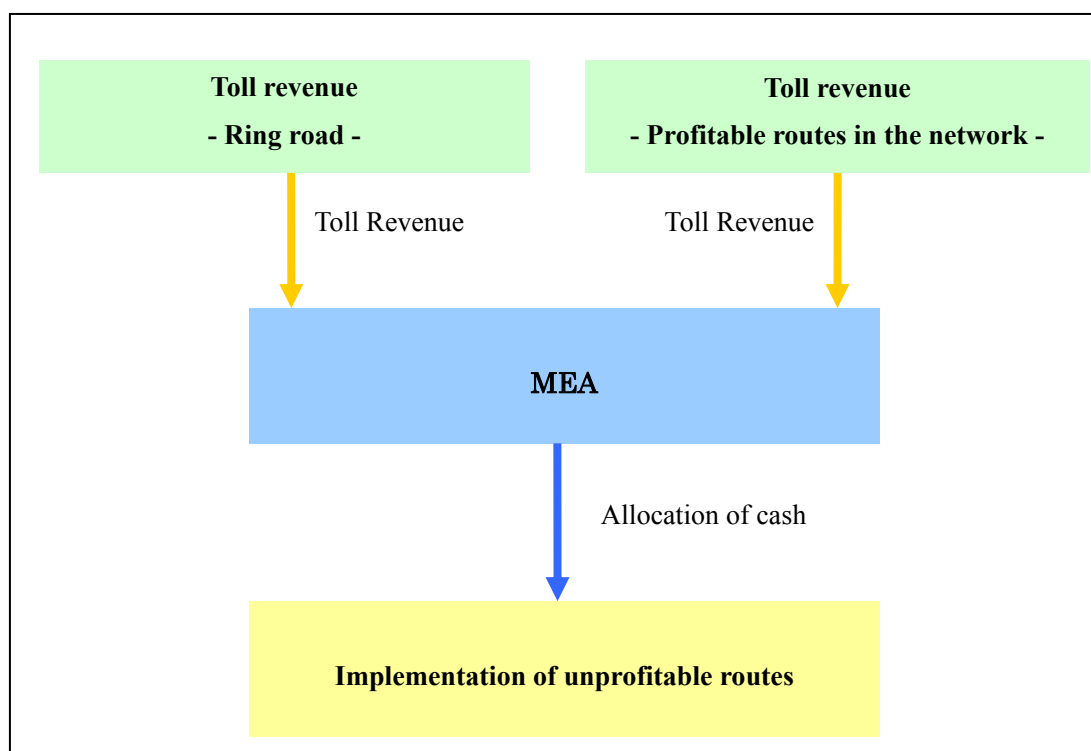 Toll revenue
- Ring road -
Toll revenue
- Profitable routes in the network -
Toll Revenue
Toll Revenue
MEA
Allocation of cash
Implementation of unprofitable routes